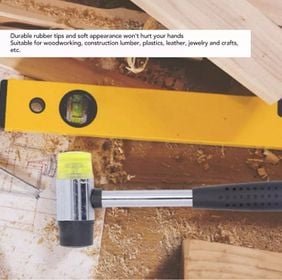 Durable rubber tips and soft appearance won't hurt your hands
Suitable for woodworking, construction lumber, plastics, leather, jewelry and crafts,
etc.